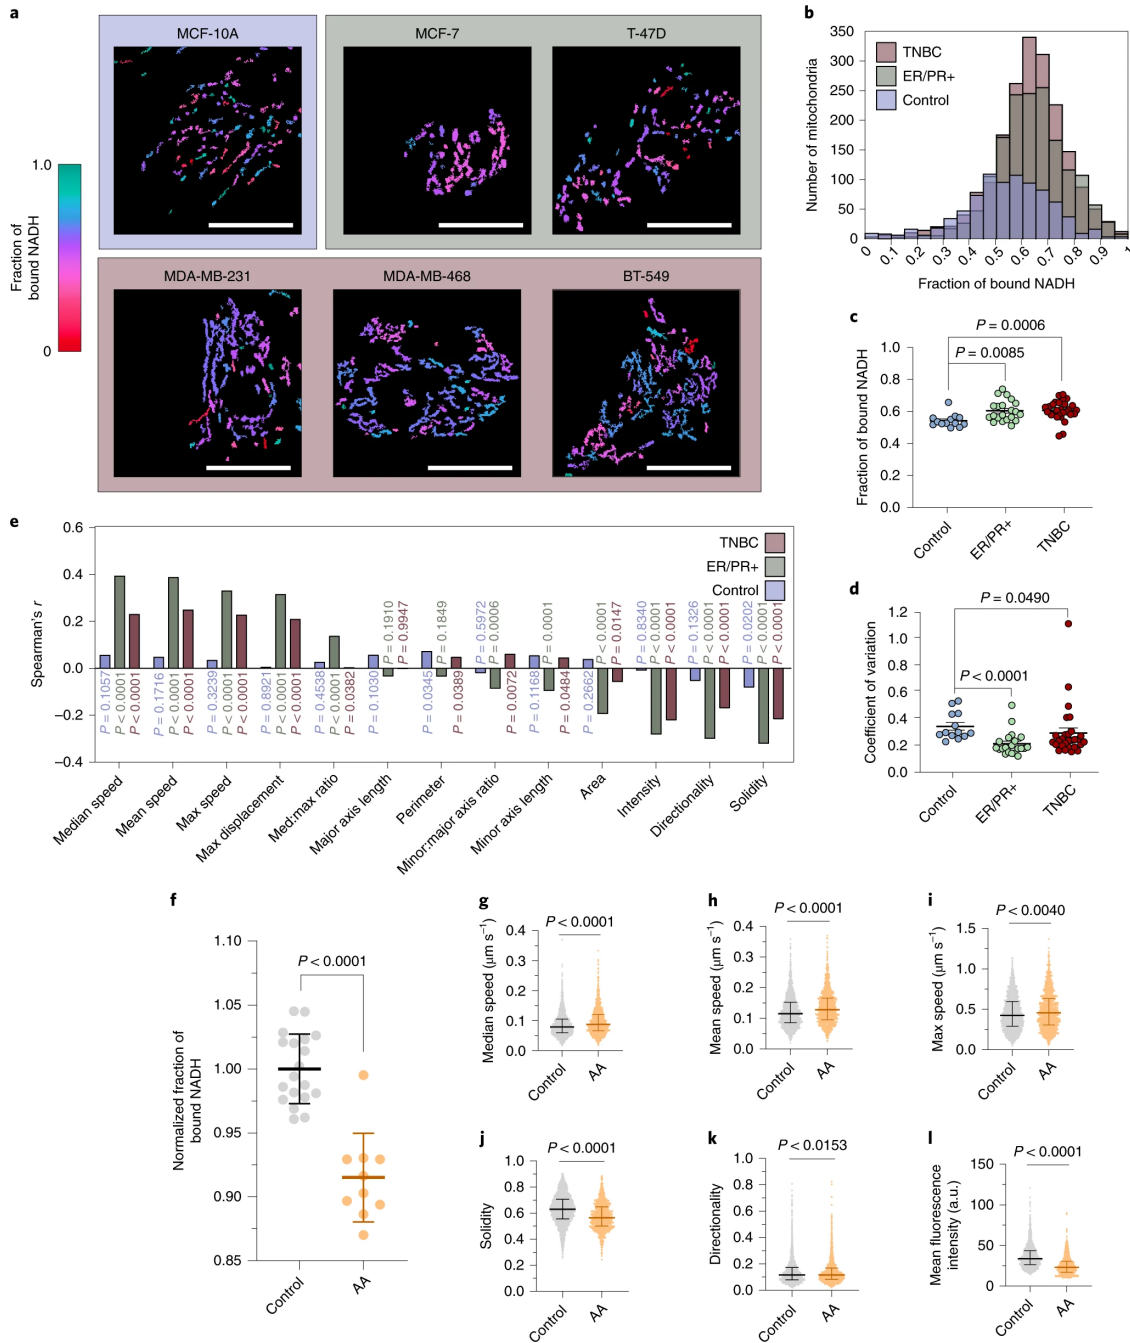 a
MCF-10A
MCF-7
T-47D
1.0
Fraction of
bound NADH
0
MDA-MB-231
MDA-MB-468
BT-549
b
350
300
250
200
150
100
50
0
Number of mitochondria
TNBC
ER/PR+
Control
0
0.1
0.2
0.3
0.4
0.5
0.6
0.7
0.8
0.9
1
Fraction of bound NADH
c
P = 0.0006
P = 0.0085
1.0
0.8
0.6
0.4
0.2
0.0
Fraction of bound NADH
Control
ER/PR+
TNBC
d
P = 0.0490
P < 0.0001
1.2
1.0
0.8
0.6
0.4
0.2
0.0
Coefficient of variation
Control
ER/PR+
TNBC
e
0.6
0.4
0.2
0.0
−0.2
−0.4
Spearman's r
TNBC
ER/PR+
Control
P = 0.1057
P < 0.0001
P < 0.0001
P = 0.1716
P < 0.0001
P < 0.0001
P = 0.3239
P < 0.0001
P < 0.0001
P = 0.8921
P < 0.0001
P < 0.0001
P = 0.4538
P < 0.0001
P = 0.0382
P = 0.1030
P = 0.1910
P = 0.9947
P = 0.0345
P = 0.1849
P = 0.0389
P = 0.5972
P = 0.0006
P = 0.0072
P = 0.1168
P = 0.0001
P = 0.0484
P = 0.2662
P < 0.0001
P = 0.0147
P = 0.8340
P < 0.0001
P < 0.0001
P = 0.1326
P < 0.0001
P < 0.0001
P = 0.0202
P < 0.0001
P < 0.0001
Median speed
Mean speed
Max speed
Max displacement
Med:max ratio
Major axis length
Perimeter
Minor:major axis ratio
Minor axis length
Area
Intensity
Directionality
Solidity
f
P < 0.0001
1.10
1.05
1.00
0.95
0.90
0.85
Normalized fraction of
bound NADH
Control
AA
g
P < 0.0001
0.4
0.3
0.2
0.1
0.0
Median speed (μm s−1)
Control
AA
h
P < 0.0001
0.4
0.3
0.2
0.1
0.0
Mean speed (μm s−1)
Control
AA
i
P < 0.0040
1.5
1.0
0.5
0.0
Max speed (μm s−1)
Control
AA
j
P < 0.0001
1.0
0.8
0.6
0.4
0.2
0.0
Solidity
Control
AA
k
P < 0.0153
1.0
0.8
0.6
0.4
0.2
0.0
Directionality
Control
AA
l
P < 0.0001
150
100
50
0
Mean fluorescence
intensity (a.u.)
Control
AA